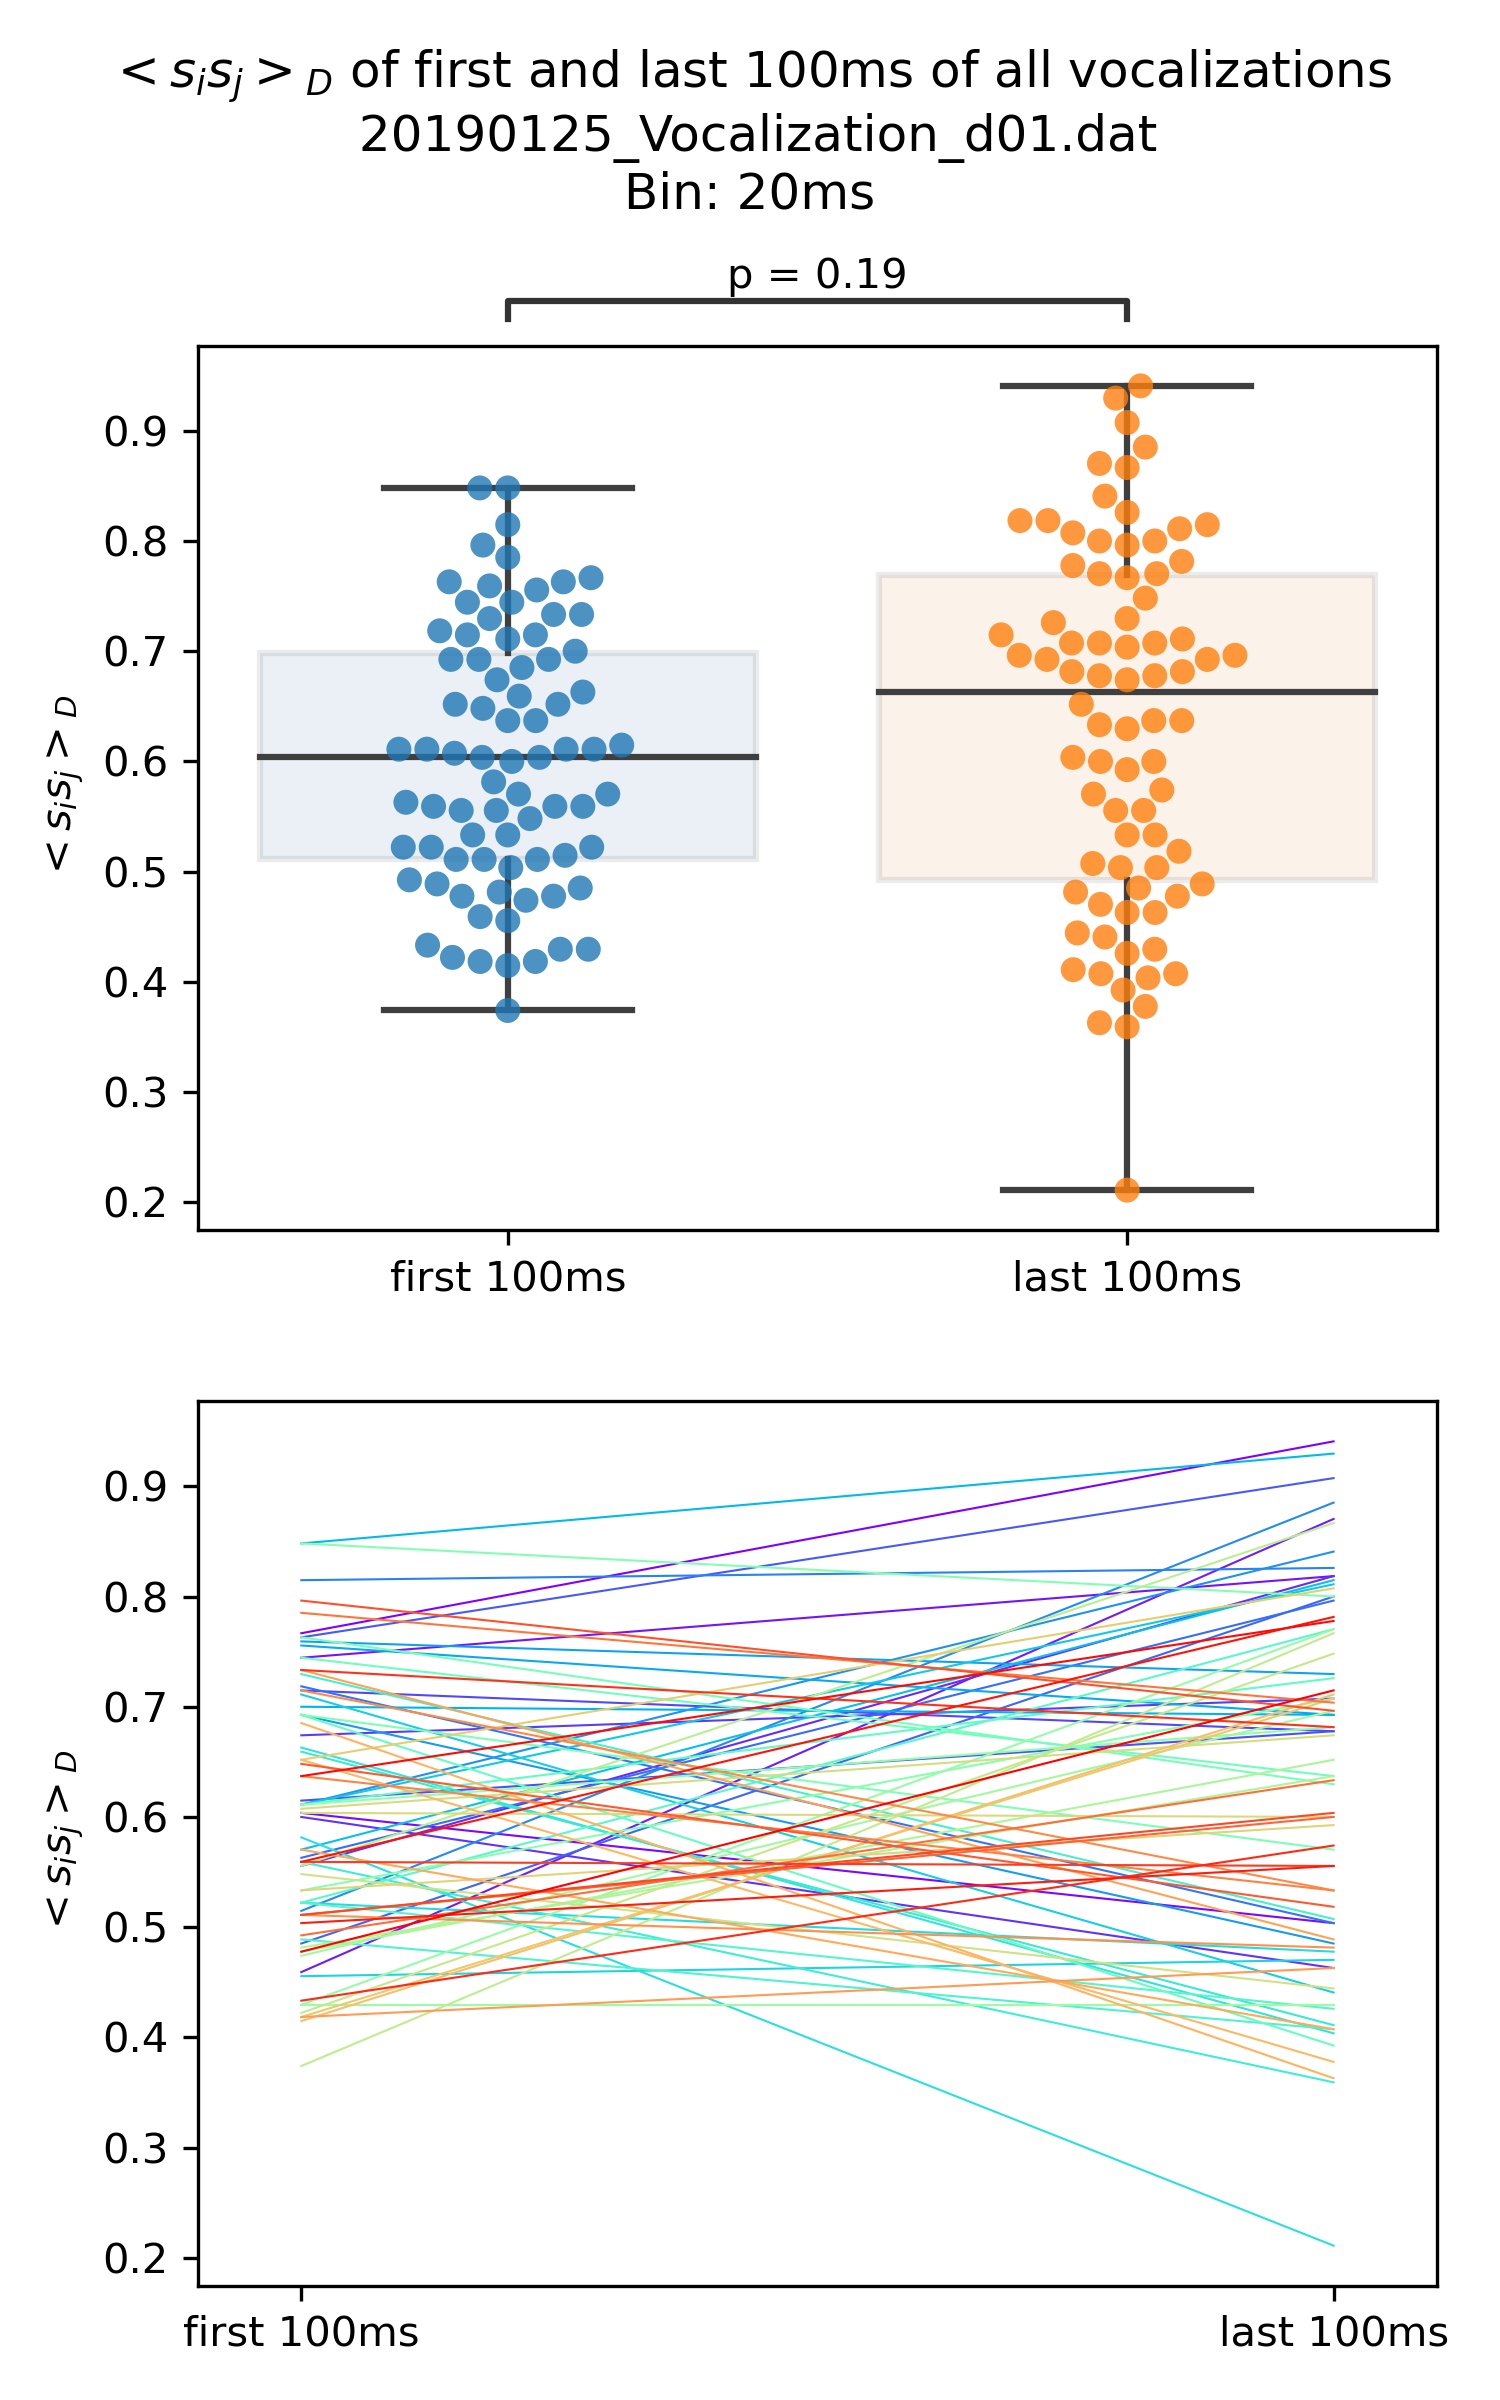 < s_i s_j >_D of first and last 100ms of all vocalizations
20190125_Vocalization_d01.dat
Bin: 20ms
p = 0.19
< s_i s_j >_D
0.9
0.8
0.7
0.6
0.5
0.4
0.3
0.2
first 100ms last 100ms
< s_i s_j >_D
0.9
0.8
0.7
0.6
0.5
0.4
0.3
0.2
first 100ms last 100ms